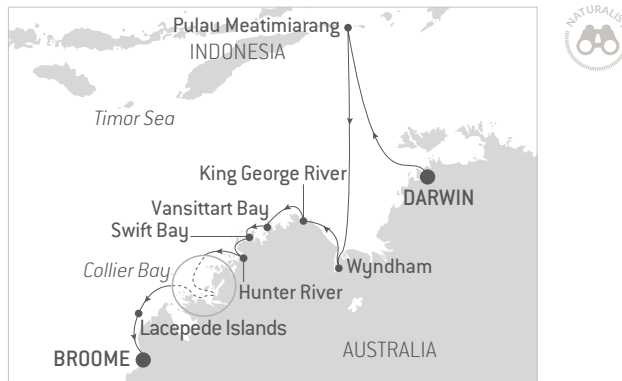 NATURALIS
Pulau Meatimiarang
INDONESIA
Timor Sea
King George River
DARWIN
Vansittart Bay
Swift Bay
Collier Bay
Wyndham
Hunter River
Lacepede Islands
AUSTRALIA
BROOME